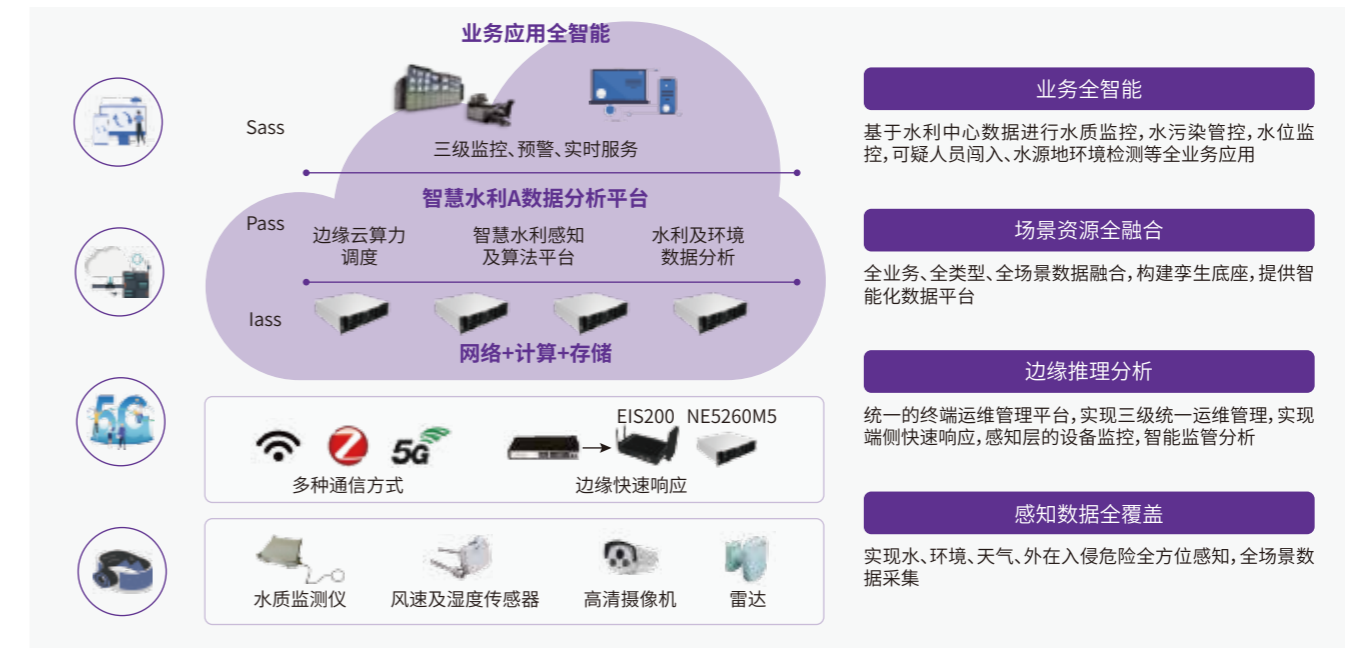 业务应用全智能
Sass
三级监控、预警、实时服务
智慧水利A数据分析平台
Pass
边缘云算力
调度
智慧水利感知
及算法平台
水利及环境
数据分析
Iass
网络+计算+存储
5G
5G
多种通信方式
EIS200 NE5260M5
边缘快速响应
水质监测仪
风速及湿度传感器
高清摄像机
雷达
业务全智能
基于水利中心数据进行水质监控，水污染管控，水位监
控，可疑人员闯入、水源地环境检测等全业务应用
场景资源全融合
全业务、全类型、全场景数据融合，构建孪生底座，提供智
能化数据平台
边缘推理分析
统一的终端运维管理平台，实现三级统一运维管理，实现
端侧快速响应，感知层的设备监控，智能监管分析
感知数据全覆盖
实现水、环境、天气、外在入侵危险全方位感知，全场景数
据采集